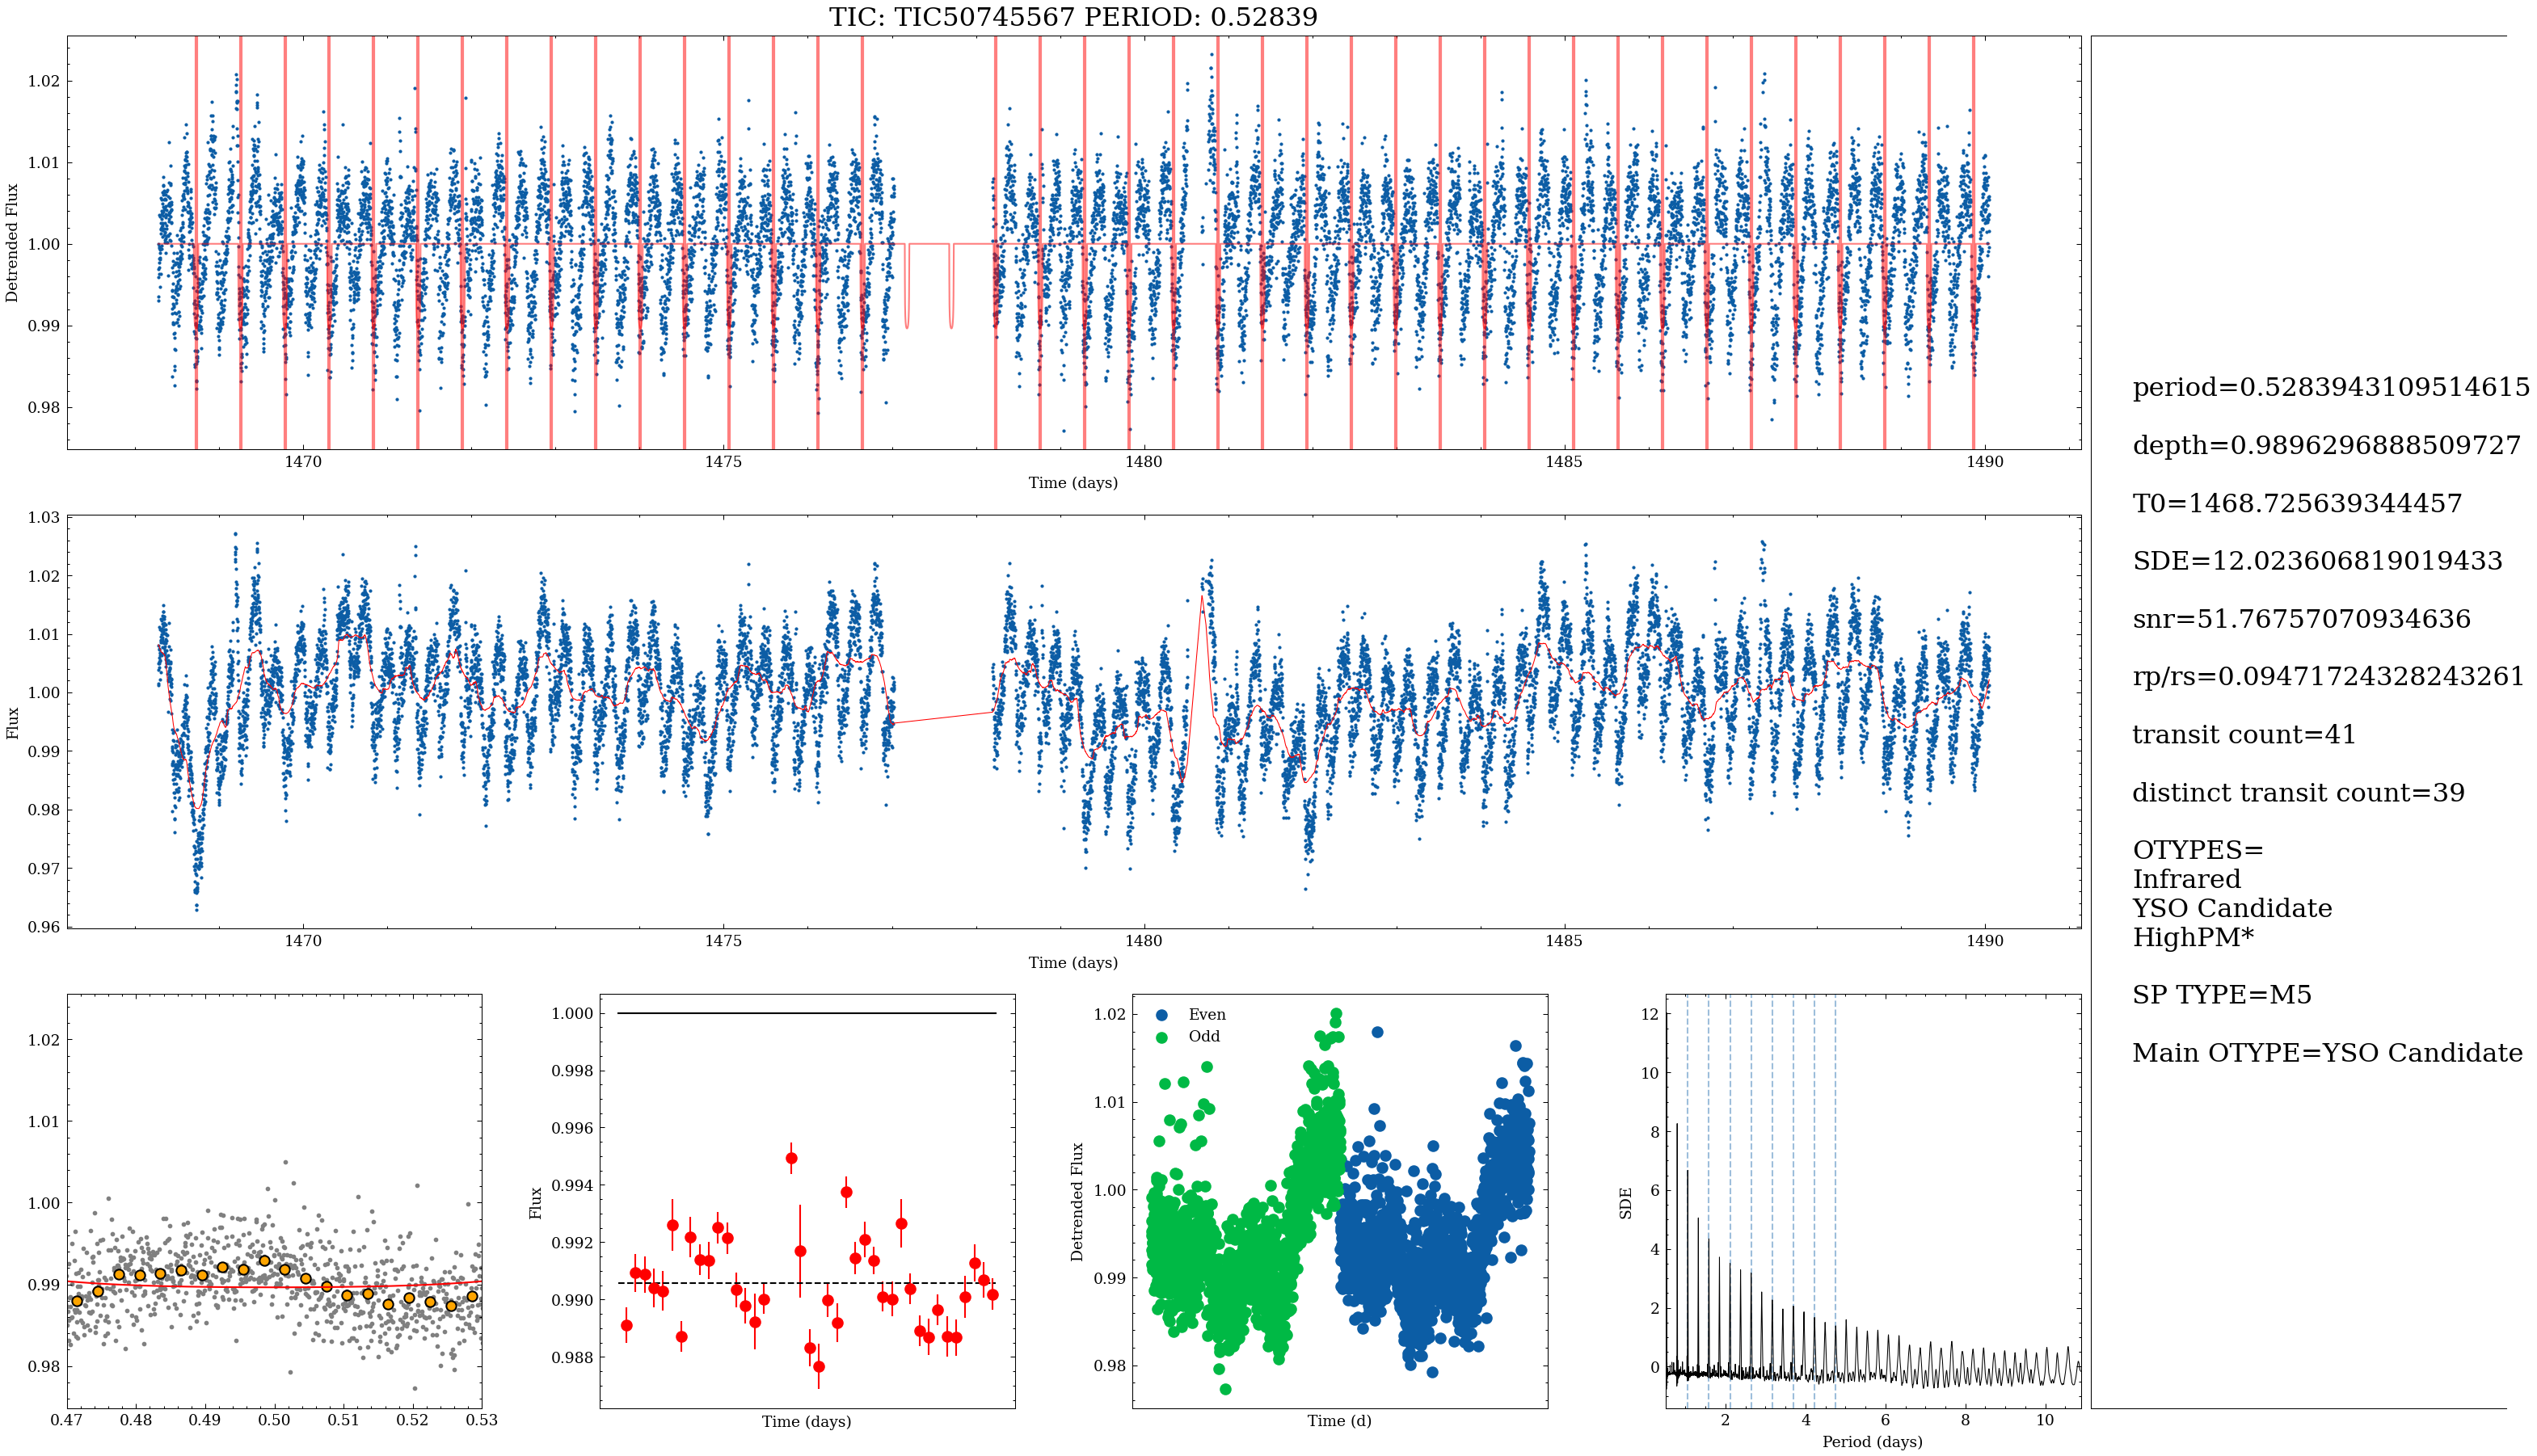 TIC: TIC50745567 PERIOD: 0.52839
Detrended Flux
1.02
1.01
1.00
0.99
0.98
1470
1475
1480
1485
1490
Time (days)
Flux
1.03
1.02
1.01
1.00
0.99
0.98
0.97
0.96
1470
1475
1480
1485
1490
Time (days)
1.02
1.01
1.00
0.99
0.98
0.47
0.48
0.49
0.50
0.51
0.52
0.53
Flux
1.000
0.998
0.996
0.994
0.992
0.990
0.988
Time (days)
Detrended Flux
1.02
1.01
1.00
0.99
0.98
Even
Odd
Time (d)
SDE
12
10
8
6
4
2
0
2
4
6
8
10
Period (days)
period=0.5283943109514615
depth=0.9896296888509727
T0=1468.725639344457
SDE=12.023606819019433
snr=51.76757070934636
rp/rs=0.09471724328243261
transit count=41
distinct transit count=39
OTYPES=
Infrared
YSO Candidate
HighPM*
SP TYPE=M5
Main OTYPE=YSO Candidate